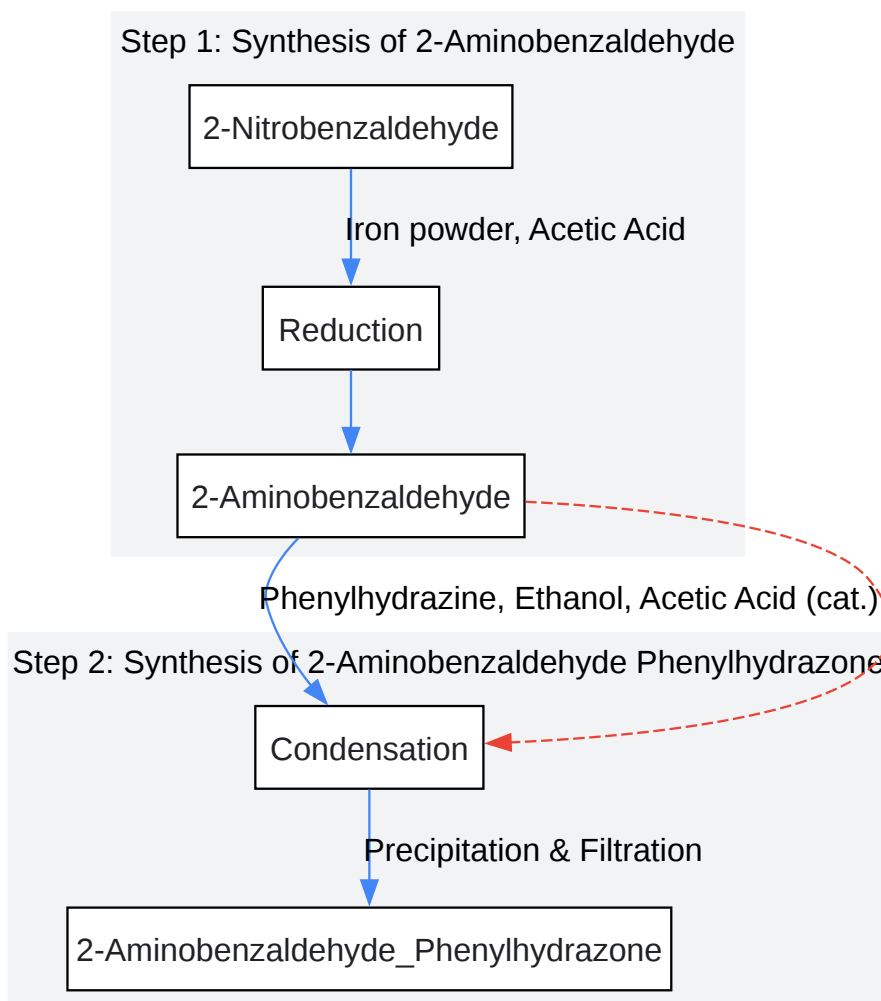 Step 1: Synthesis of 2-Aminobenzaldehyde
2-Nitrobenzaldehyde
Iron powder, Acetic Acid
Reduction
2-Aminobenzaldehyde
Phenylhydrazine, Ethanol, Acetic Acid (cat.)
Step 2: Synthesis of 2-Aminobenzaldehyde Phenylhydrazone
Condensation
Precipitation & Filtration
2-Aminobenzaldehyde_Phenylhydrazone